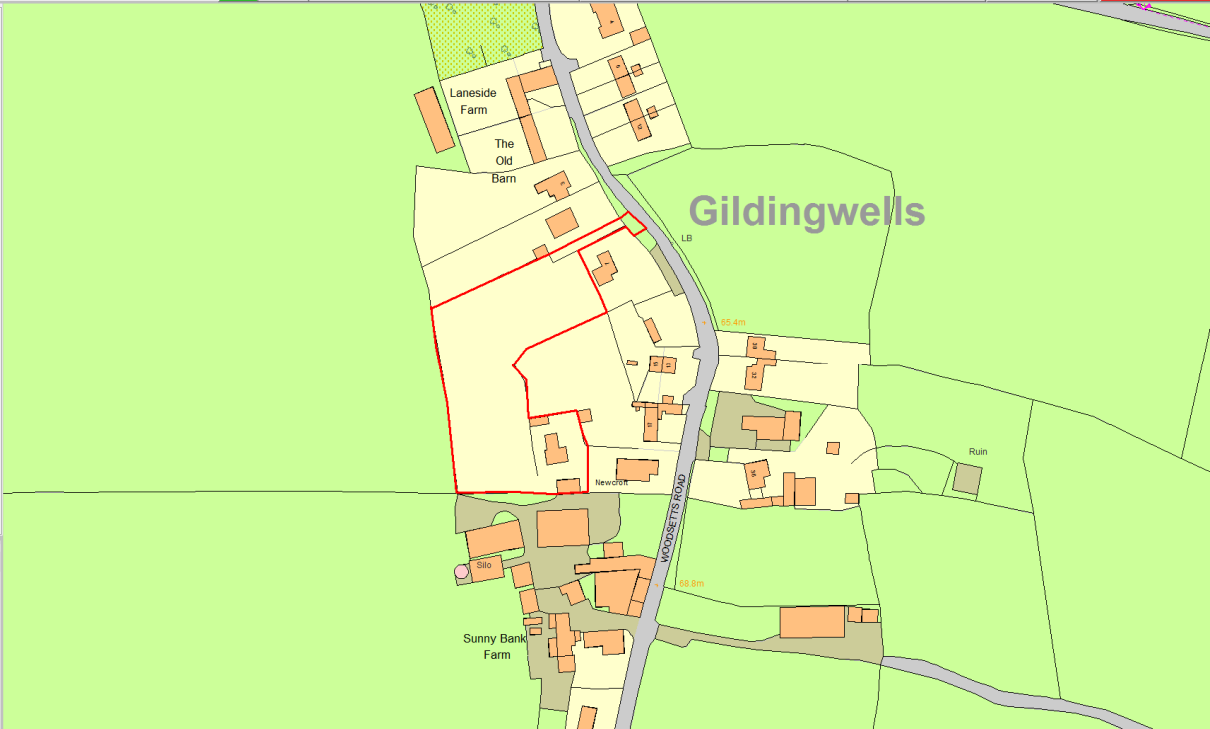 Laneside
Farm
The
Old
Barn
Gildingwells
LB
65.4m
Ruin
Newcroft
WOODSETTS ROAD
Silo
68.8m
Sunny Bank
Farm